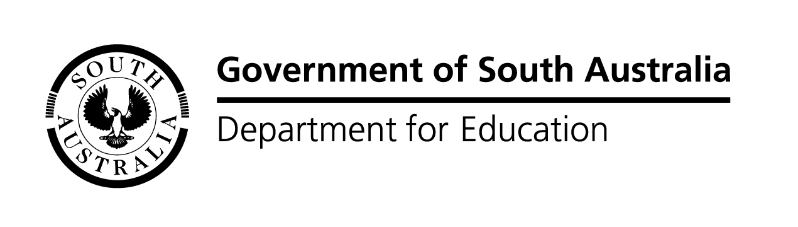 SOUTH
AUSTRALIA
Government of South Australia
Department for Education